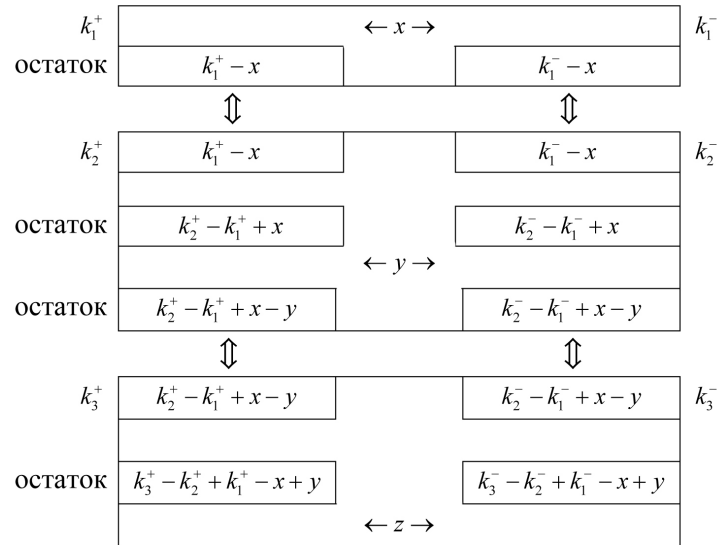 k₁⁺ ← x → k₁⁻
остаток k₁⁺ − x k₁⁻ − x
⇕ ⇕
k₂⁺ k₁⁺ − x k₁⁻ − x k₂⁻
остаток k₂⁺ − k₁⁺ + x k₂⁻ − k₁⁻ + x
← y →
остаток k₂⁺ − k₁⁺ + x − y k₂⁻ − k₁⁻ + x − y
⇕ ⇕
k₃⁺ k₂⁺ − k₁⁺ + x − y k₂⁻ − k₁⁻ + x − y k₃⁻
остаток k₃⁺ − k₂⁺ + k₁⁺ − x + y k₃⁻ − k₂⁻ + k₁⁻ − x + y
← z →